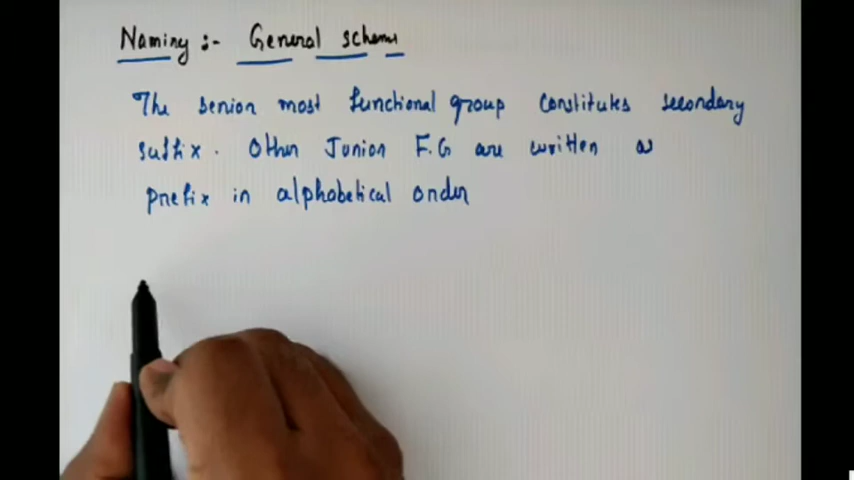 Naming :- General scheme
The senior most functional group constitutes secondary
suffix. Other Junior F.G are written as
prefix in alphabetical order